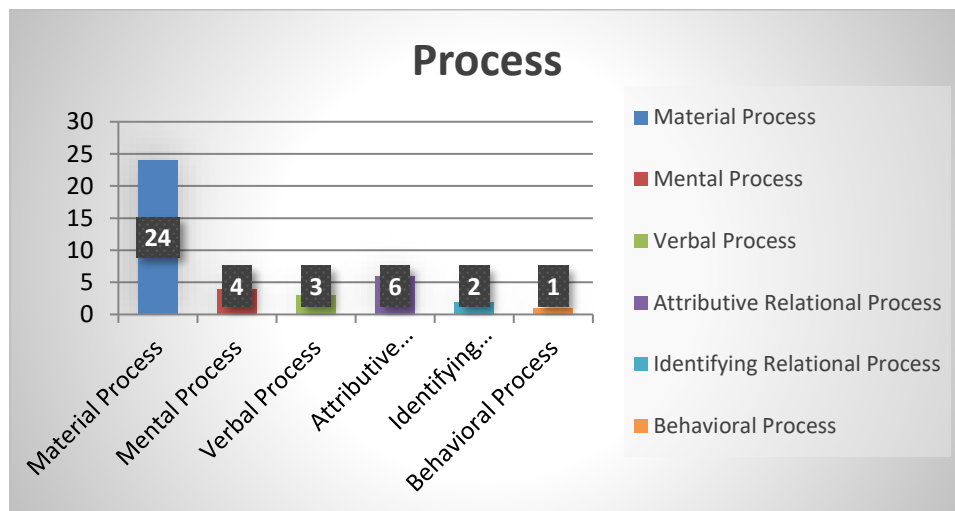 Process
30
25
20
15
10
5
0
24
4
3
6
2
1
Material Process
Mental Process
Verbal Process
Attributive...
Identifying...
Behavioral Process
Material Process
Mental Process
Verbal Process
Attributive Relational Process
Identifying Relational Process
Behavioral Process